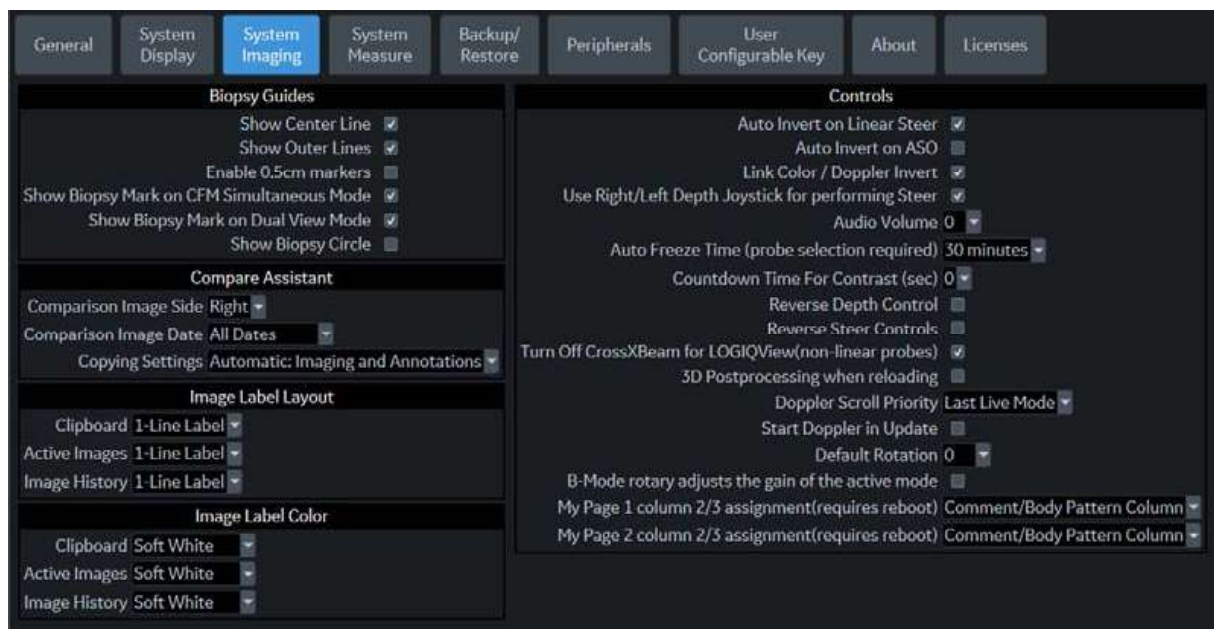 General
System
Display
System
Imaging
System
Measure
Backup/
Restore
Peripherals
User
Configurable Key
About
Licenses
Biopsy Guides
Show Center Line
Show Outer Lines
Enable 0.5cm markers
Show Biopsy Mark on CFM Simultaneous Mode
Show Biopsy Mark on Dual View Mode
Show Biopsy Circle
Compare Assistant
Comparison Image Side Right
Comparison Image Date All Dates
Copying Settings Automatic: Imaging and Annotations
Image Label Layout
Clipboard 1-Line Label
Active Images 1-Line Label
Image History 1-Line Label
Image Label Color
Clipboard Soft White
Active Images Soft White
Image History Soft White
Controls
Auto Invert on Linear Steer
Auto Invert on ASO
Link Color / Doppler Invert
Use Right/Left Depth Joystick for performing Steer
Audio Volume 0
Auto Freeze Time (probe selection required) 30 minutes
Countdown Time For Contrast (sec) 0
Reverse Depth Control
Reverse Steer Controls
Turn Off CrossXBeam for LOGIQView(non-linear probes)
3D Postprocessing when reloading
Doppler Scroll Priority Last Live Mode
Start Doppler in Update
Default Rotation 0
B-Mode rotary adjusts the gain of the active mode
My Page 1 column 2/3 assignment(requires reboot) Comment/Body Pattern Column
My Page 2 column 2/3 assignment(requires reboot) Comment/Body Pattern Column